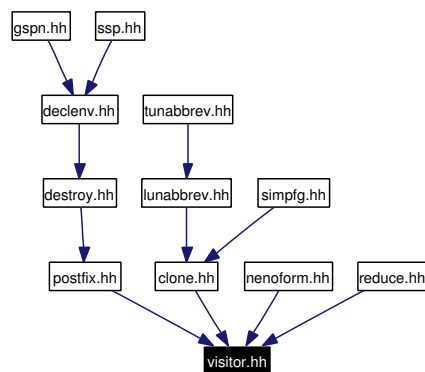 gspn.hh ssp.hh
declenv.hh tunabbrev.hh
destroy.hh lunabbrev.hh simpfg.hh
postfix.hh clone.hh nenoform.hh reduce.hh
visitor.hh